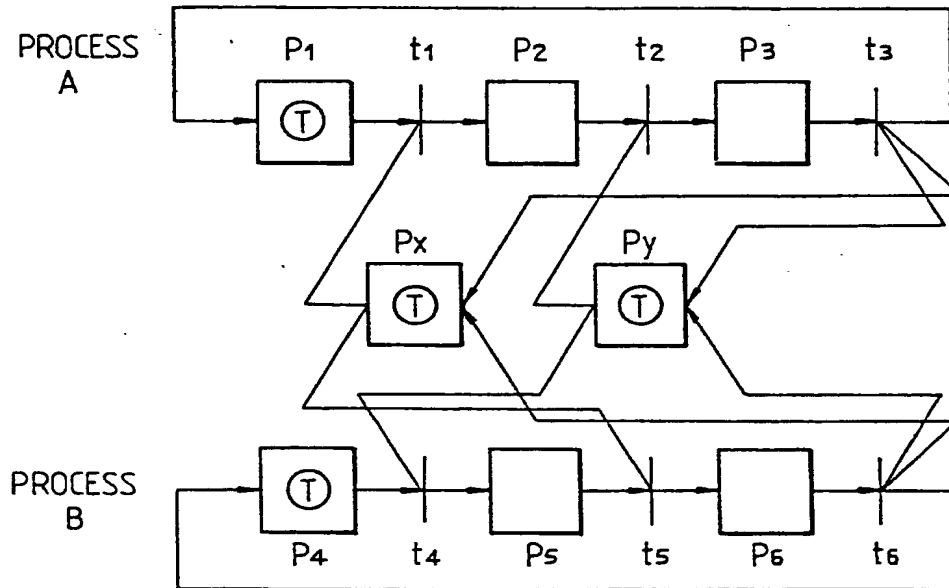 PROCESS
A
P1 t1 P2 t2 P3 t3
T
Px Py
T T
PROCESS
B
T
P4 t4 P5 t5 P6 t6